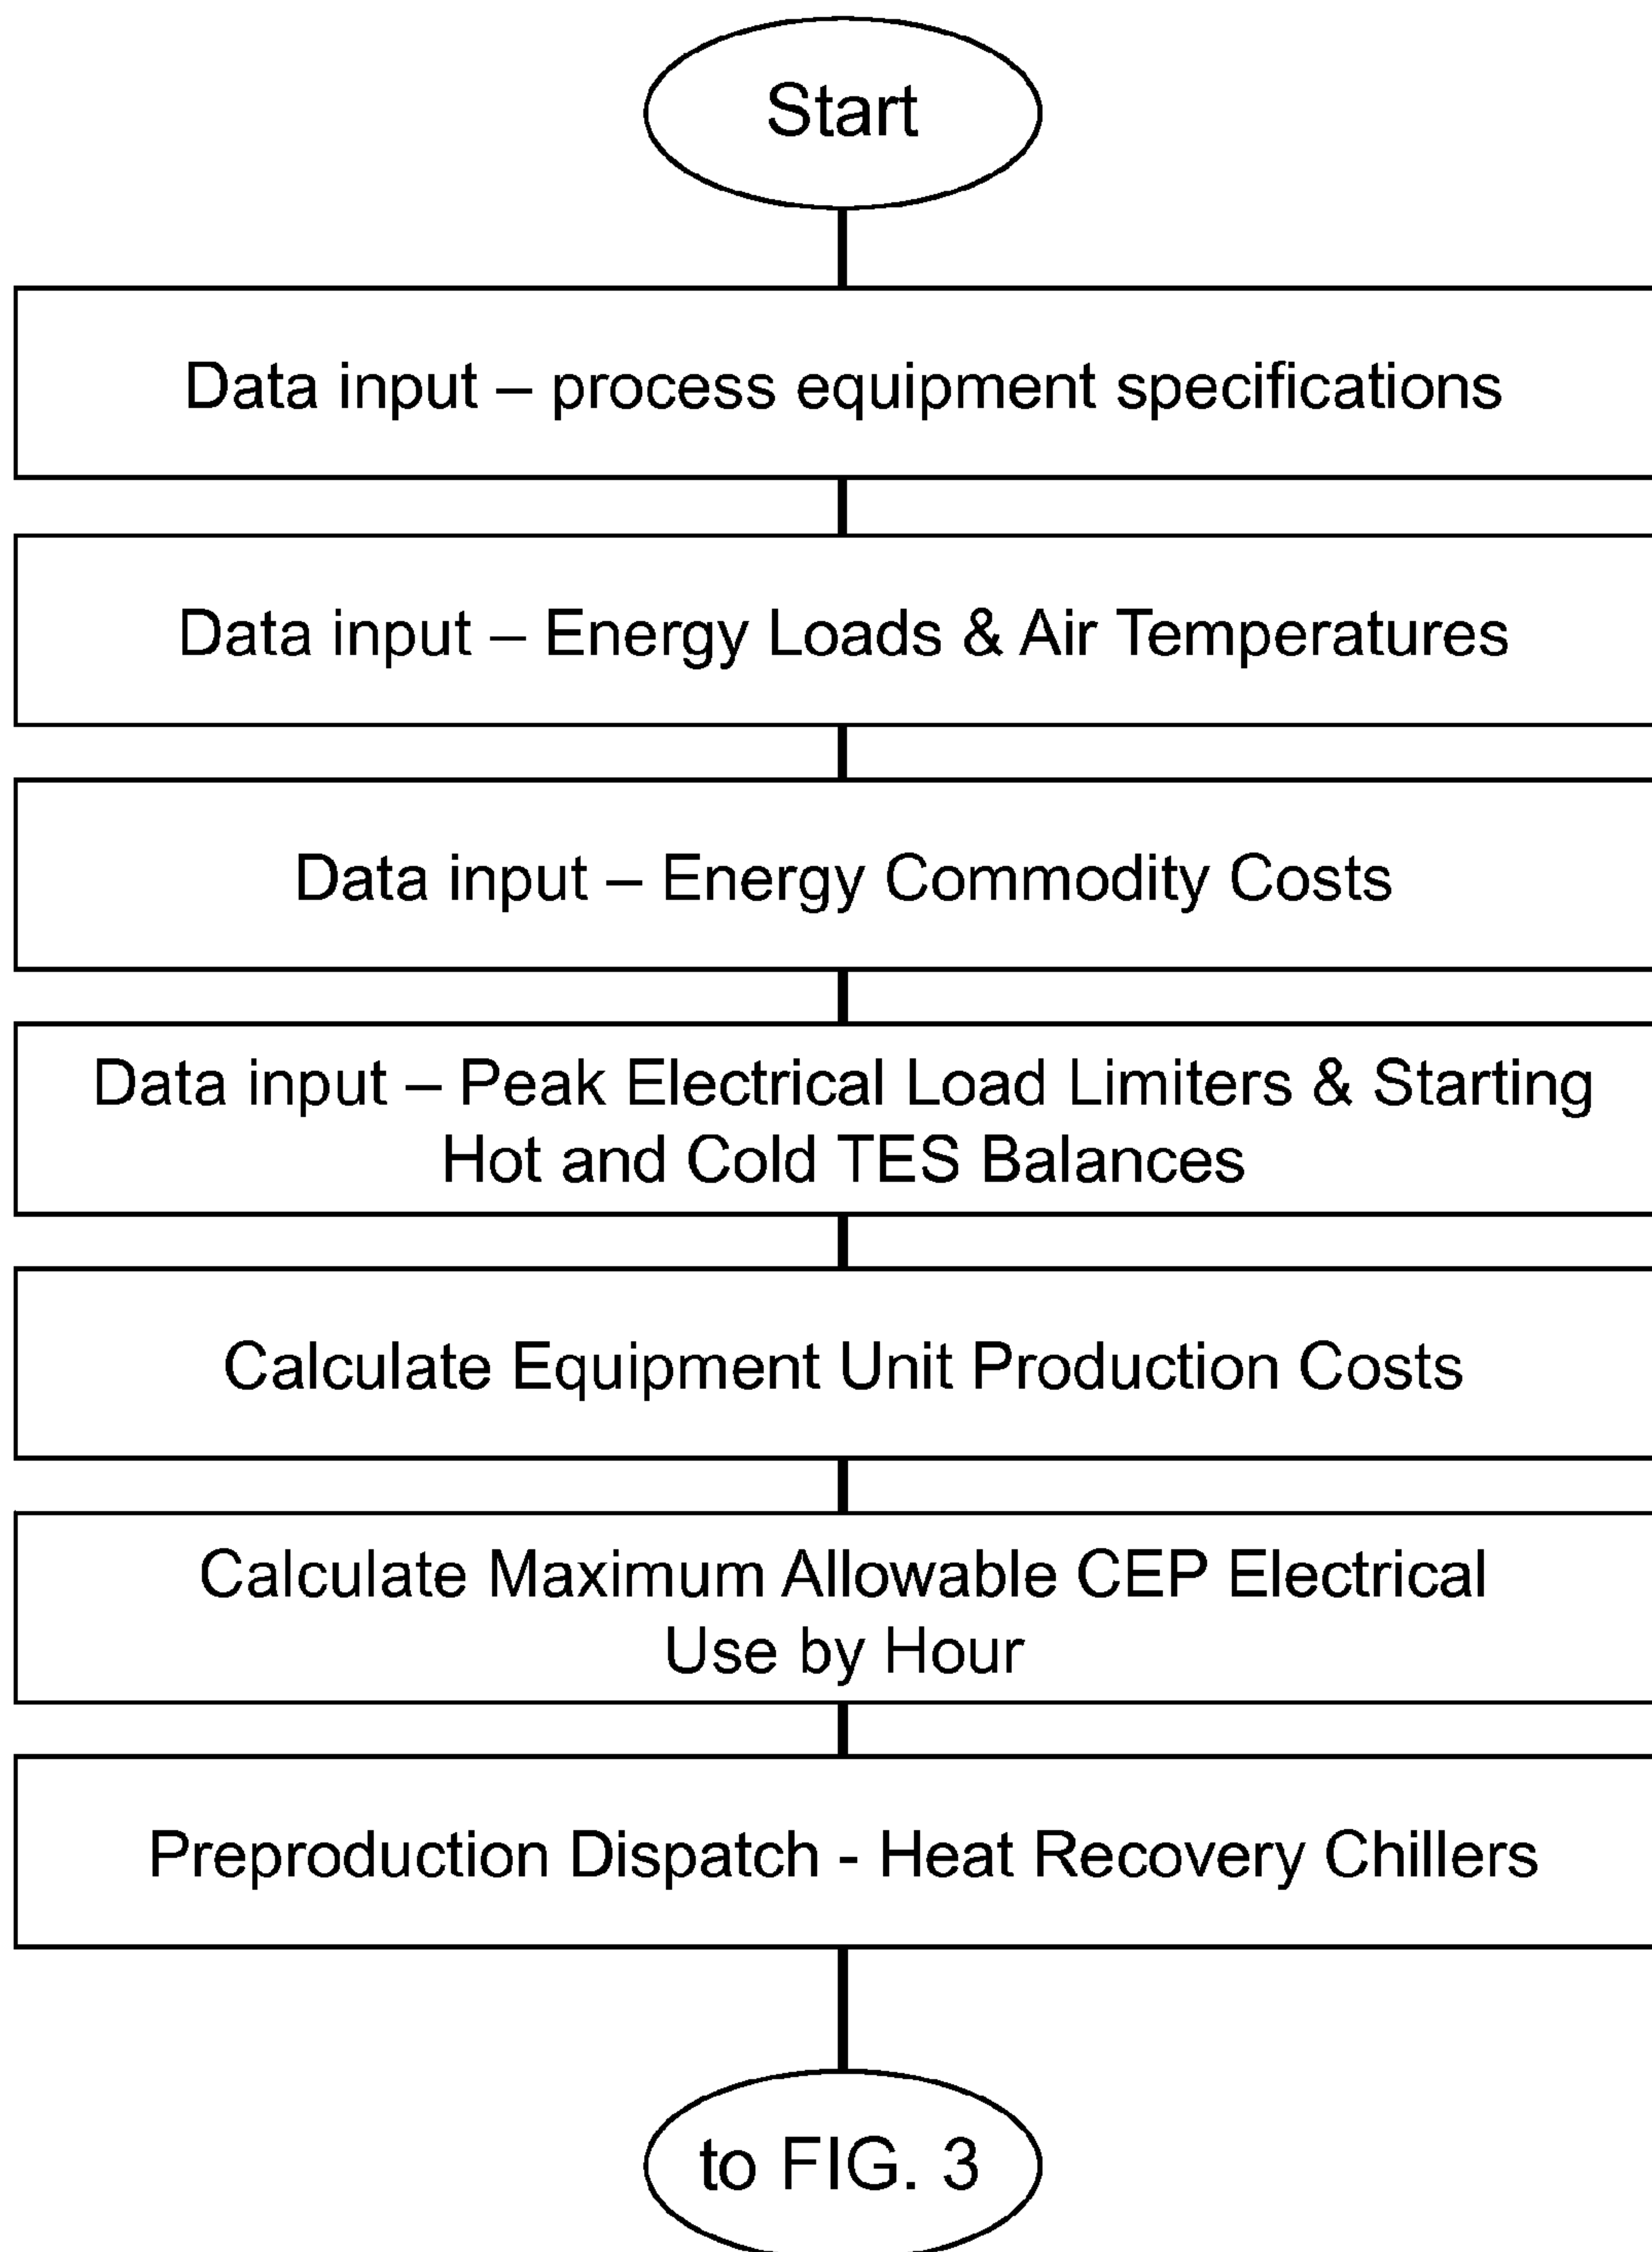 Start
Data input – process equipment specifications
Data input – Energy Loads & Air Temperatures
Data input – Energy Commodity Costs
Data input – Peak Electrical Load Limiters & Starting
Hot and Cold TES Balances
Calculate Equipment Unit Production Costs
Calculate Maximum Allowable CEP Electrical
Use by Hour
Preproduction Dispatch - Heat Recovery Chillers
to FIG. 3